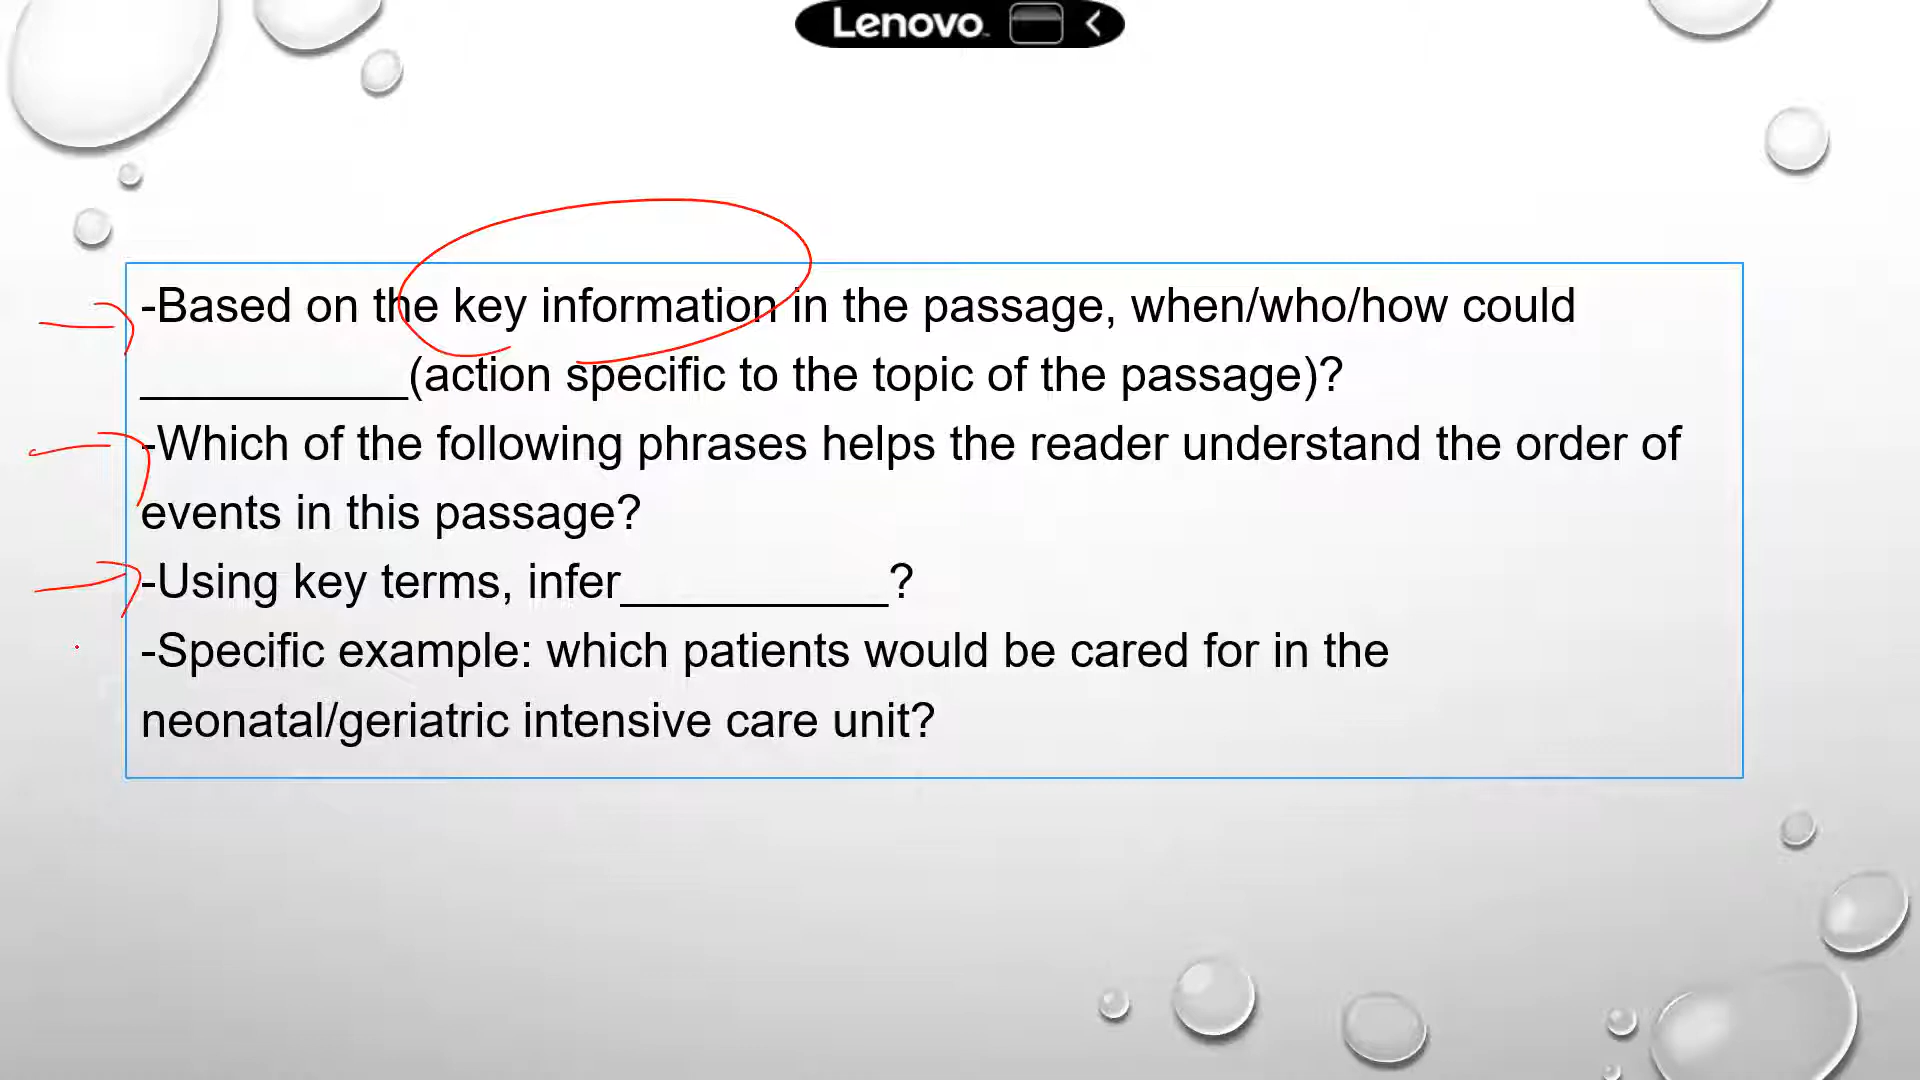 Lenovo
-Based on the key information in the passage, when/who/how could
__________(action specific to the topic of the passage)?
-Which of the following phrases helps the reader understand the order of
events in this passage?
-Using key terms, infer__________?
-Specific example: which patients would be cared for in the
neonatal/geriatric intensive care unit?